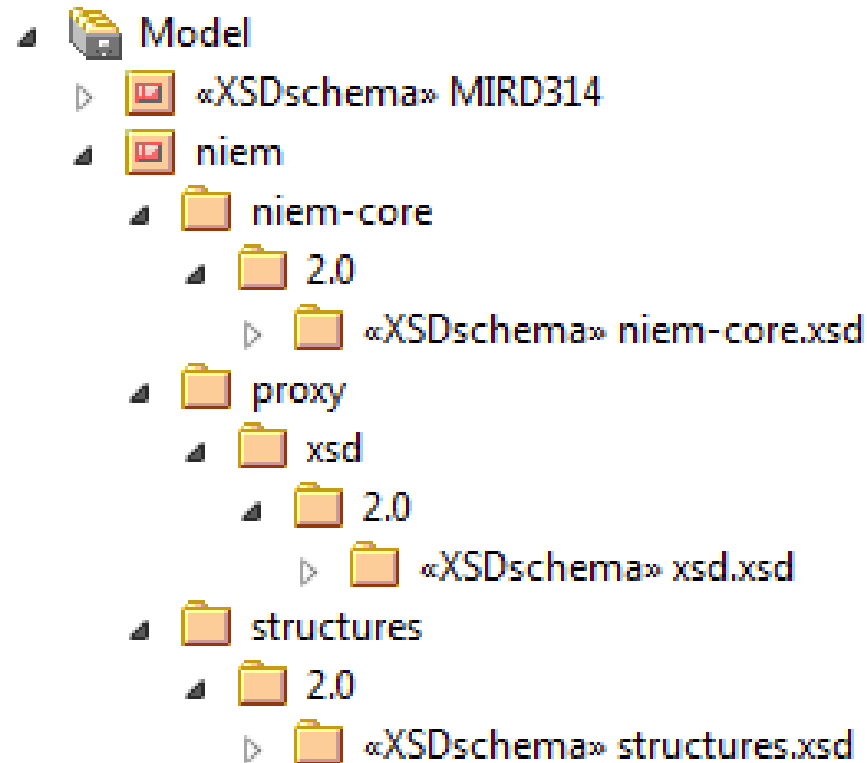 Model
«XSDschema» MIRD314
niem
niem-core
2.0
«XSDschema» niem-core.xsd
proxy
xsd
2.0
«XSDschema» xsd.xsd
structures
2.0
«XSDschema» structures.xsd